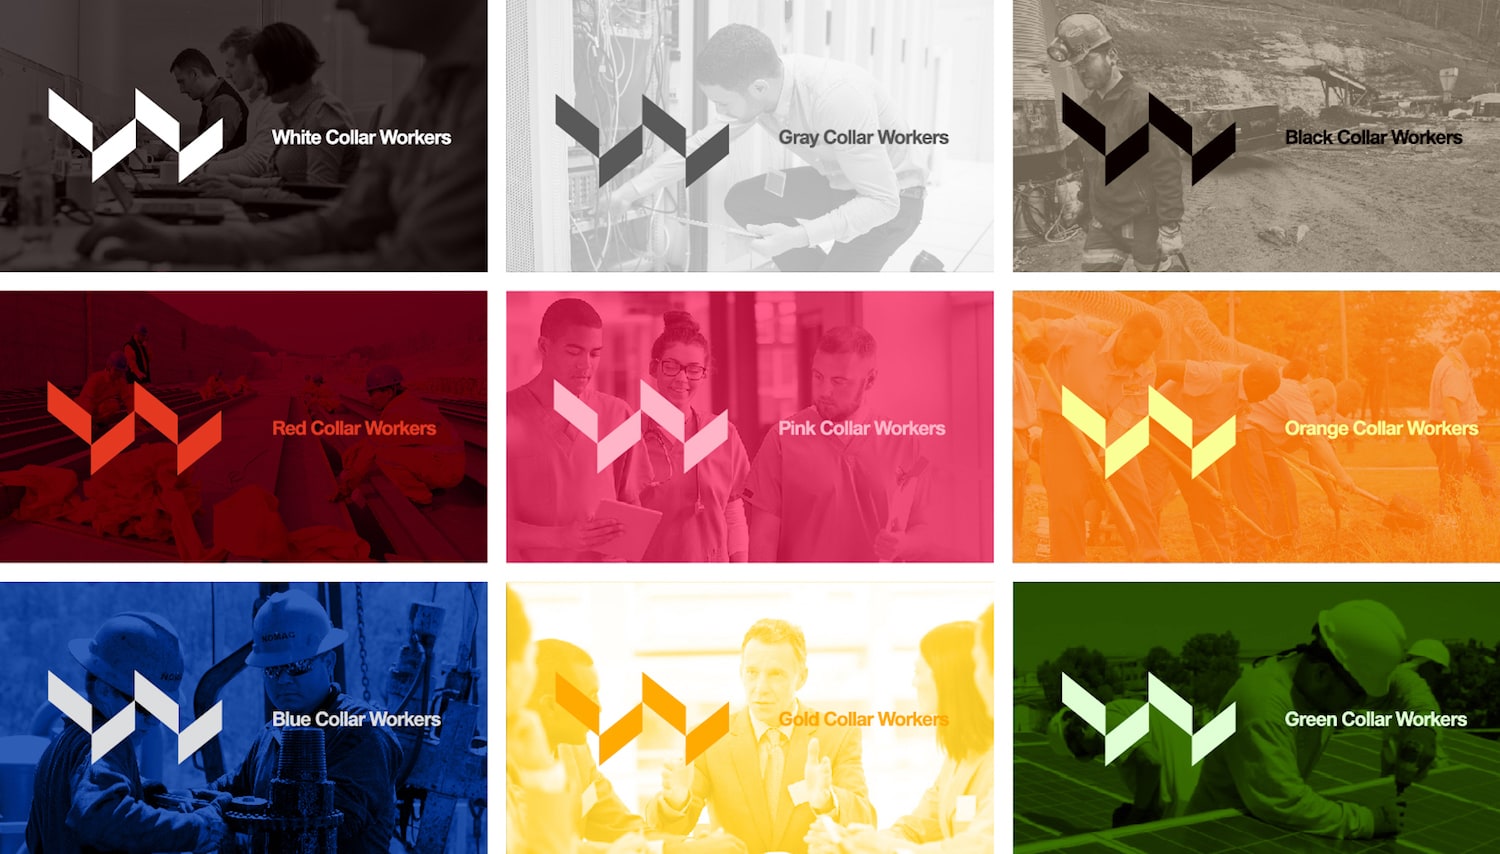 White Collar Workers
Gray Collar Workers
Black Collar Workers
Red Collar Workers
Pink Collar Workers
Orange Collar Workers
NOMAC
Blue Collar Workers
Gold Collar Workers
Green Collar Workers